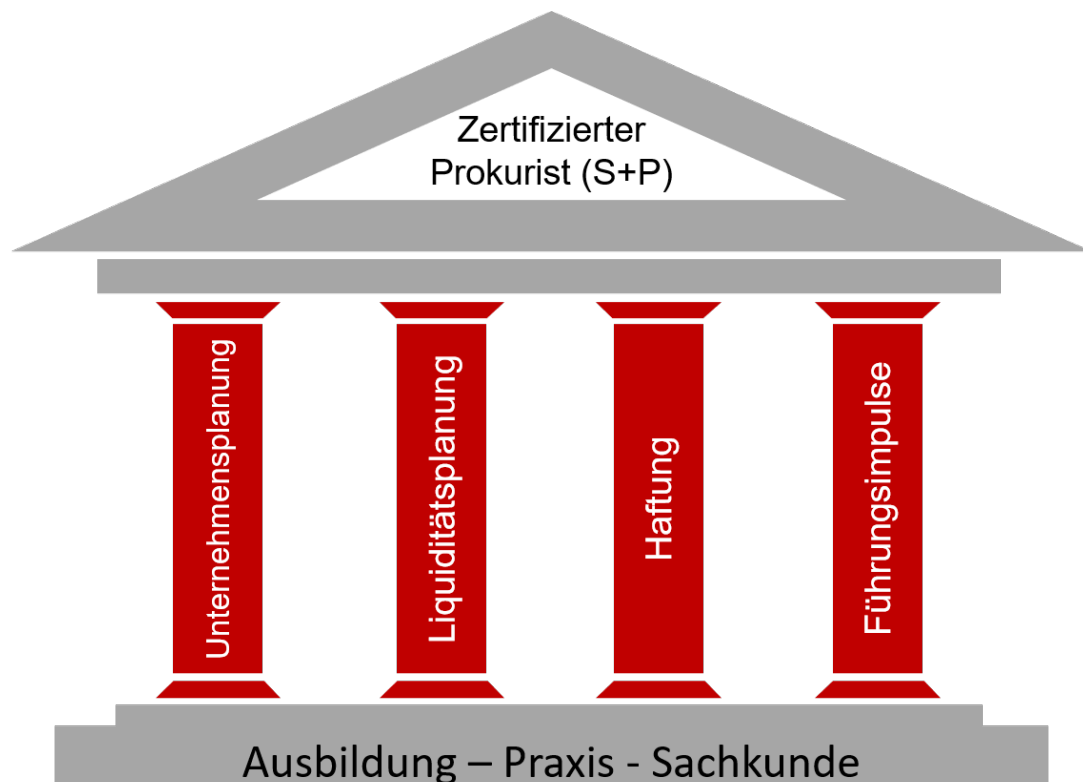 Zertifizierter
Prokurist (S+P)
Unternehmensplanung
Liquiditätsplanung
Haftung
Führungsimpulse
Ausbildung – Praxis - Sachkunde